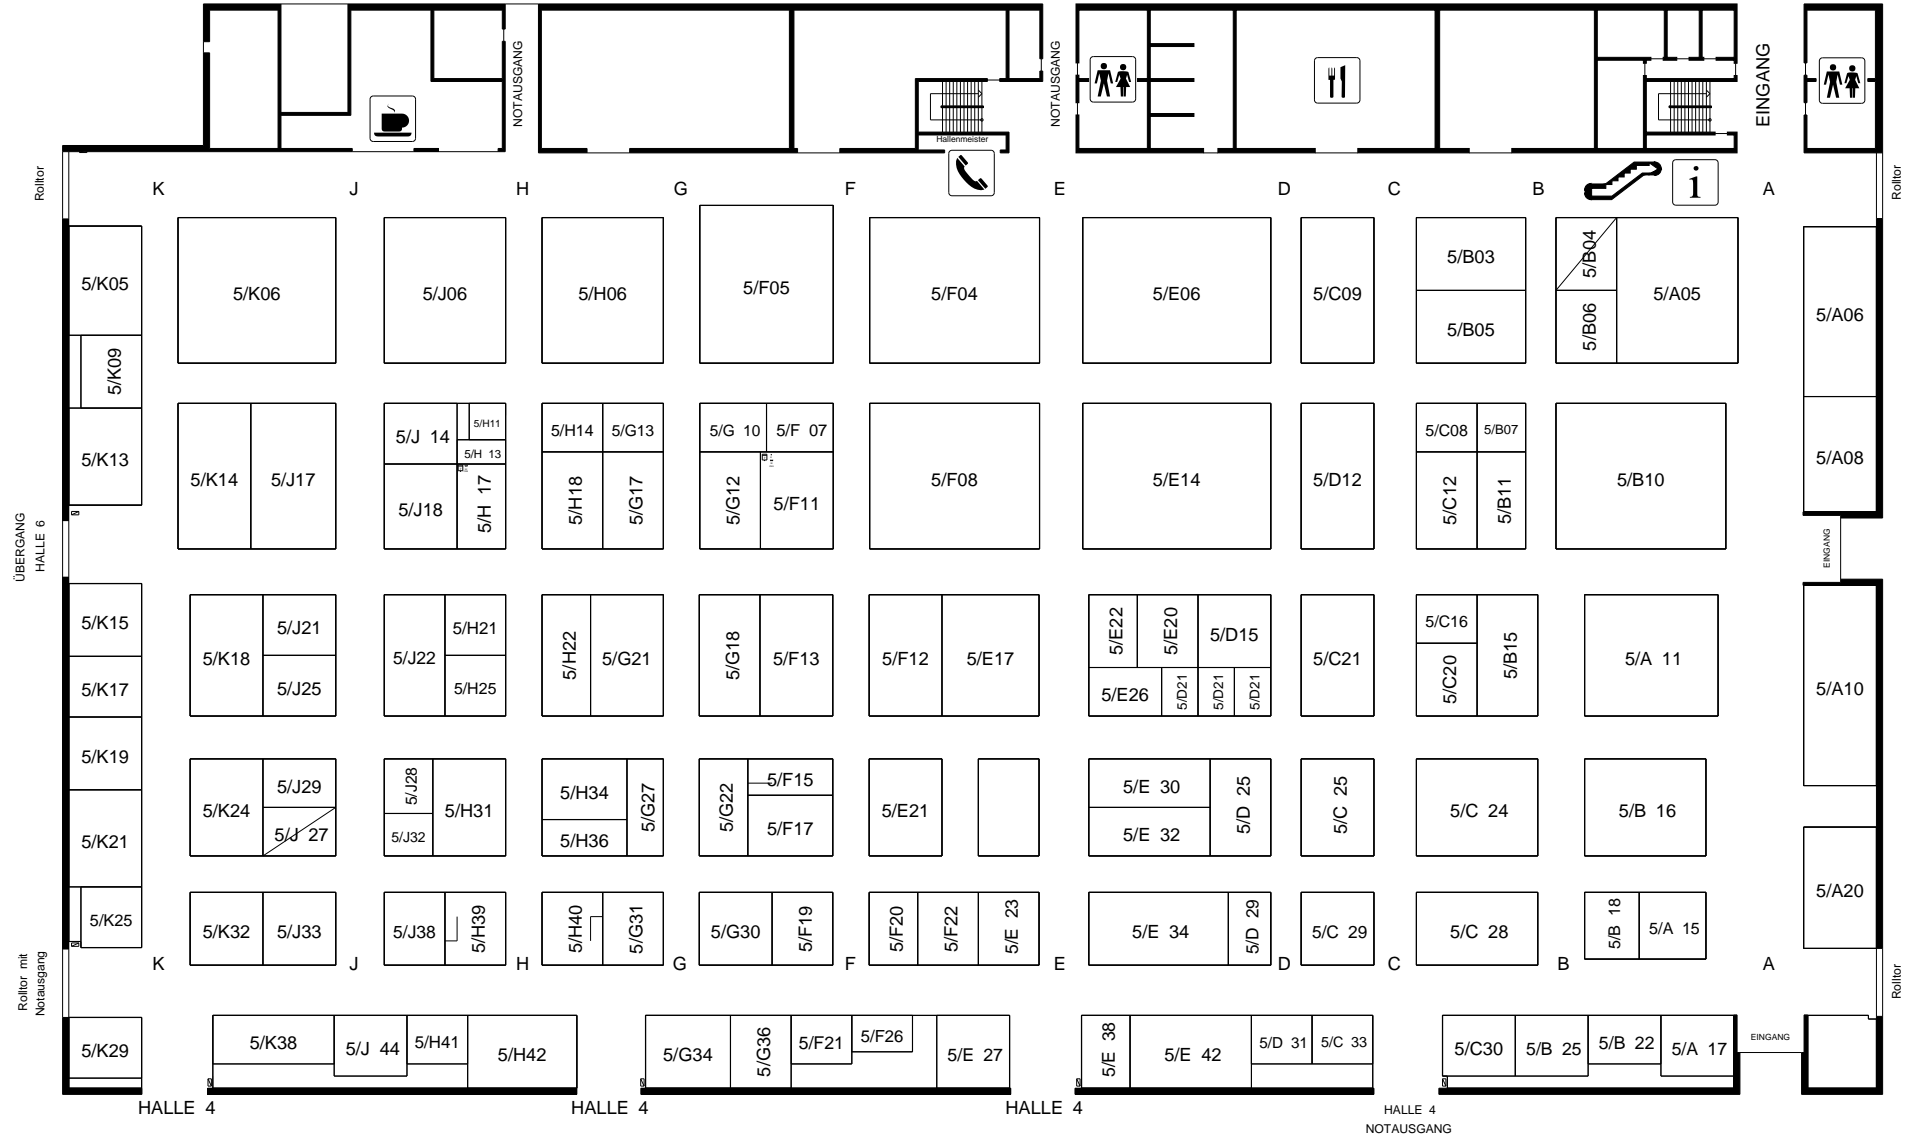 NOTAUSGANG
NOTAUSGANG
EINGANG
Hallenmeister
Rolltor
K
J
H
G
F
E
D
C
B
i
A
Rolltor
5/K05
5/K06
5/J06
5/H06
5/F05
5/F04
5/E06
5/C09
5/B03
5/B05
5/B04
5/B06
5/A05
5/A06
5/K09
5/K13
5/K14
5/J17
5/J 14
5/H11
5/H 13
5/J18
5/H 17
5/H14
5/G13
5/H18
5/G17
5/G 10
5/F 07
5/G12
5/F11
5/F08
5/E14
5/D12
5/C08
5/B07
5/C12
5/B11
5/B10
5/A08
ÜBERGANG
HALLE 6
EINGANG
5/K15
5/K17
5/K18
5/J21
5/J25
5/J22
5/H21
5/H25
5/H22
5/G21
5/G18
5/F13
5/F12
5/E17
5/E22
5/E20
5/D15
5/E26
5/D21
5/D21
5/D21
5/C21
5/C16
5/C20
5/B15
5/A 11
5/A10
5/K19
5/K21
5/K24
5/J29
5/J 27
5/J28
5/J32
5/H31
5/H34
5/H36
5/G27
5/G22
5/F15
5/F17
5/E21
5/E 30
5/E 32
5/D 25
5/C 25
5/C 24
5/B 16
5/A20
5/K25
5/K32
5/J33
5/J38
5/H39
5/H40
5/G31
5/G30
5/F19
5/F20
5/F22
5/E 23
5/E 34
5/D 29
5/C 29
5/C 28
5/B 18
5/A 15
Rolltor mit
Notausgang
K
J
H
G
F
E
D
C
B
A
Rolltor
5/K29
5/K38
5/J 44
5/H41
5/H42
5/G34
5/G36
5/F21
5/F26
5/E 27
5/E 38
5/E 42
5/D 31
5/C 33
5/C30
5/B 25
5/B 22
5/A 17
EINGANG
HALLE 4
HALLE 4
HALLE 4
HALLE 4
NOTAUSGANG